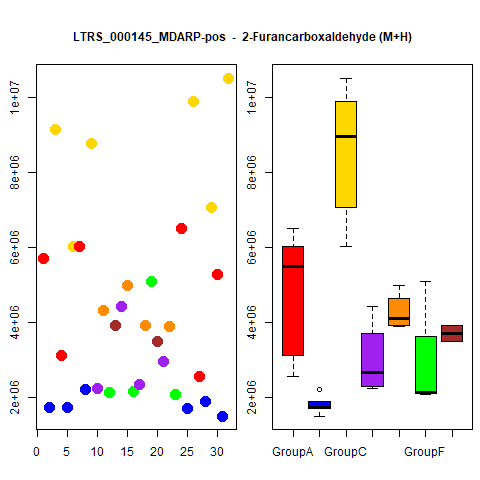 LTRS_000145_MDARP-pos - 2-Furancarboxaldehyde (M+H)
1e+07
8e+06
6e+06
4e+06
2e+06
0 5 10 15 20 25 30
1e+07
8e+06
6e+06
4e+06
2e+06
GroupA GroupC GroupF